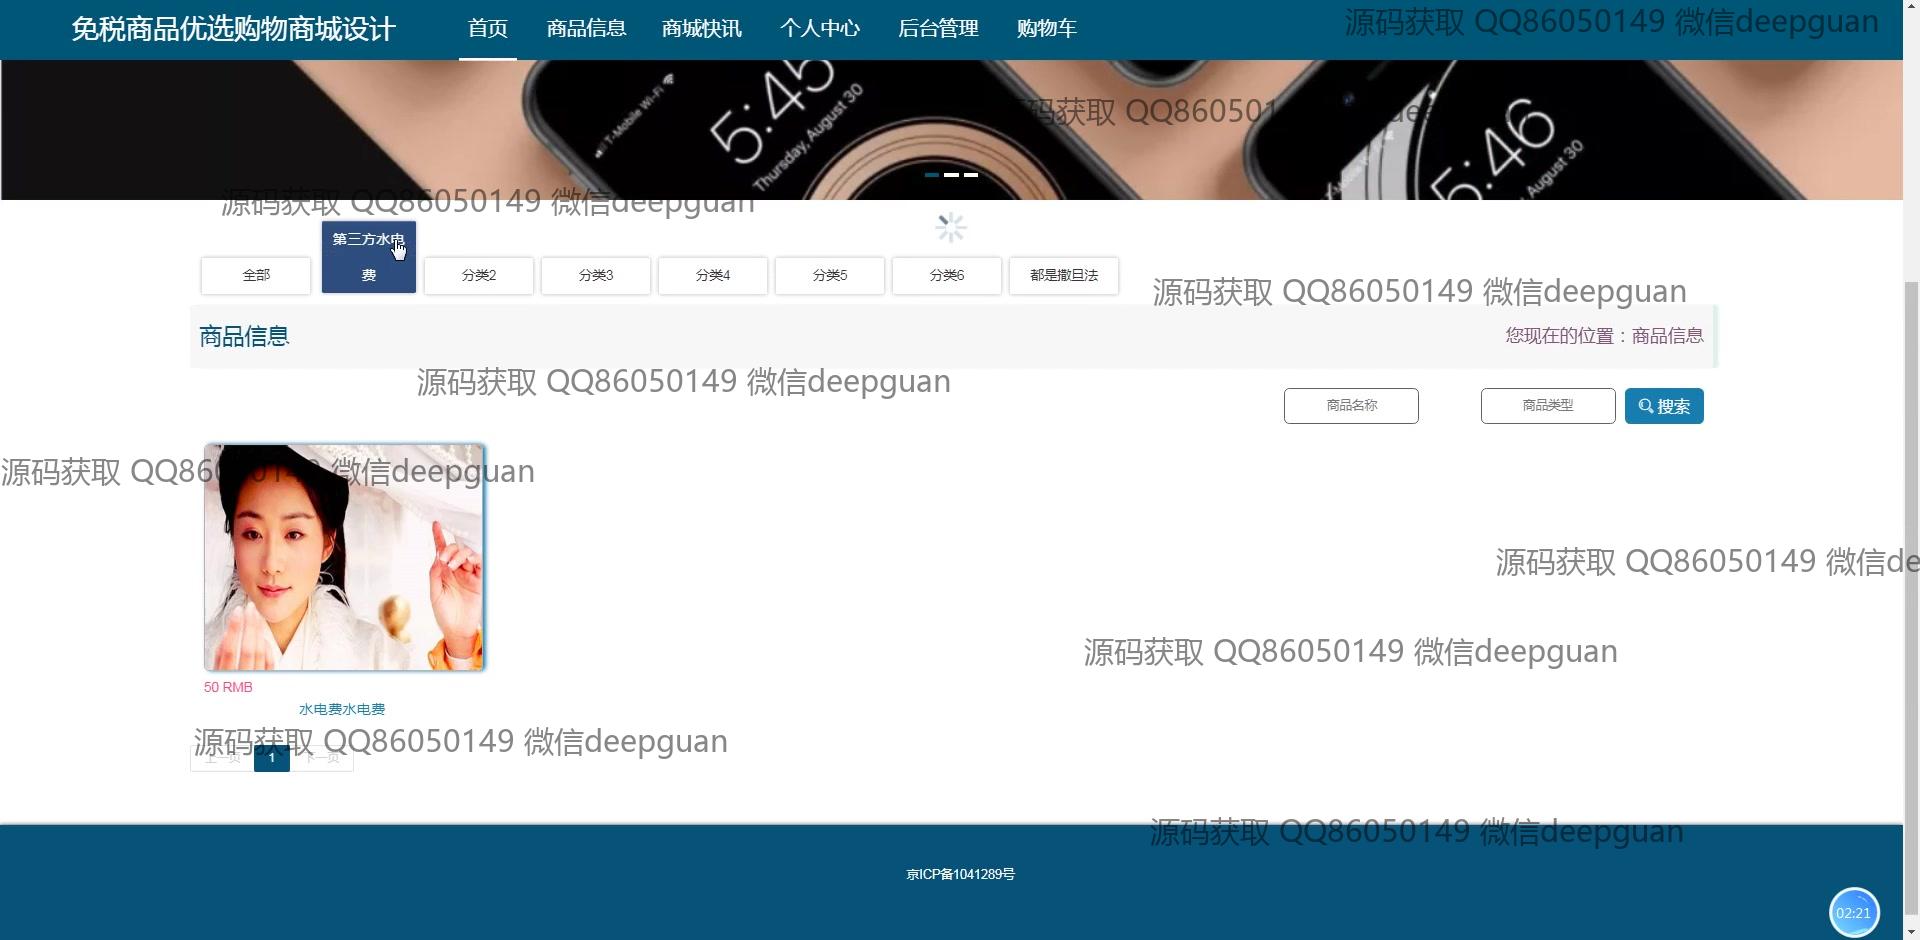 免税商品优选购物商城设计
首页
商品信息
商城快讯
个人中心
后台管理
购物车
源码获取 QQ86050149 微信deepguan
T-Mobile Wi-Fi
5:45
Thursday, August 30
5:46
August 30
源码获取 QQ86050149 微信deepguan
第三方水电
费
全部
分类2
分类3
分类4
分类5
分类6
都是撒旦法
源码获取 QQ86050149 微信deepguan
商品信息
您现在的位置：商品信息
源码获取 QQ86050149 微信deepguan
商品名称
商品类型
搜索
源码获取 QQ86050149 微信deepguan
源码获取 QQ86050149 微信de
源码获取 QQ86050149 微信deepguan
50 RMB
水电费水电费
源码获取 QQ86050149 微信deepguan
上一页
1
下一页
源码获取 QQ86050149 微信deepguan
京ICP备1041289号
02:21